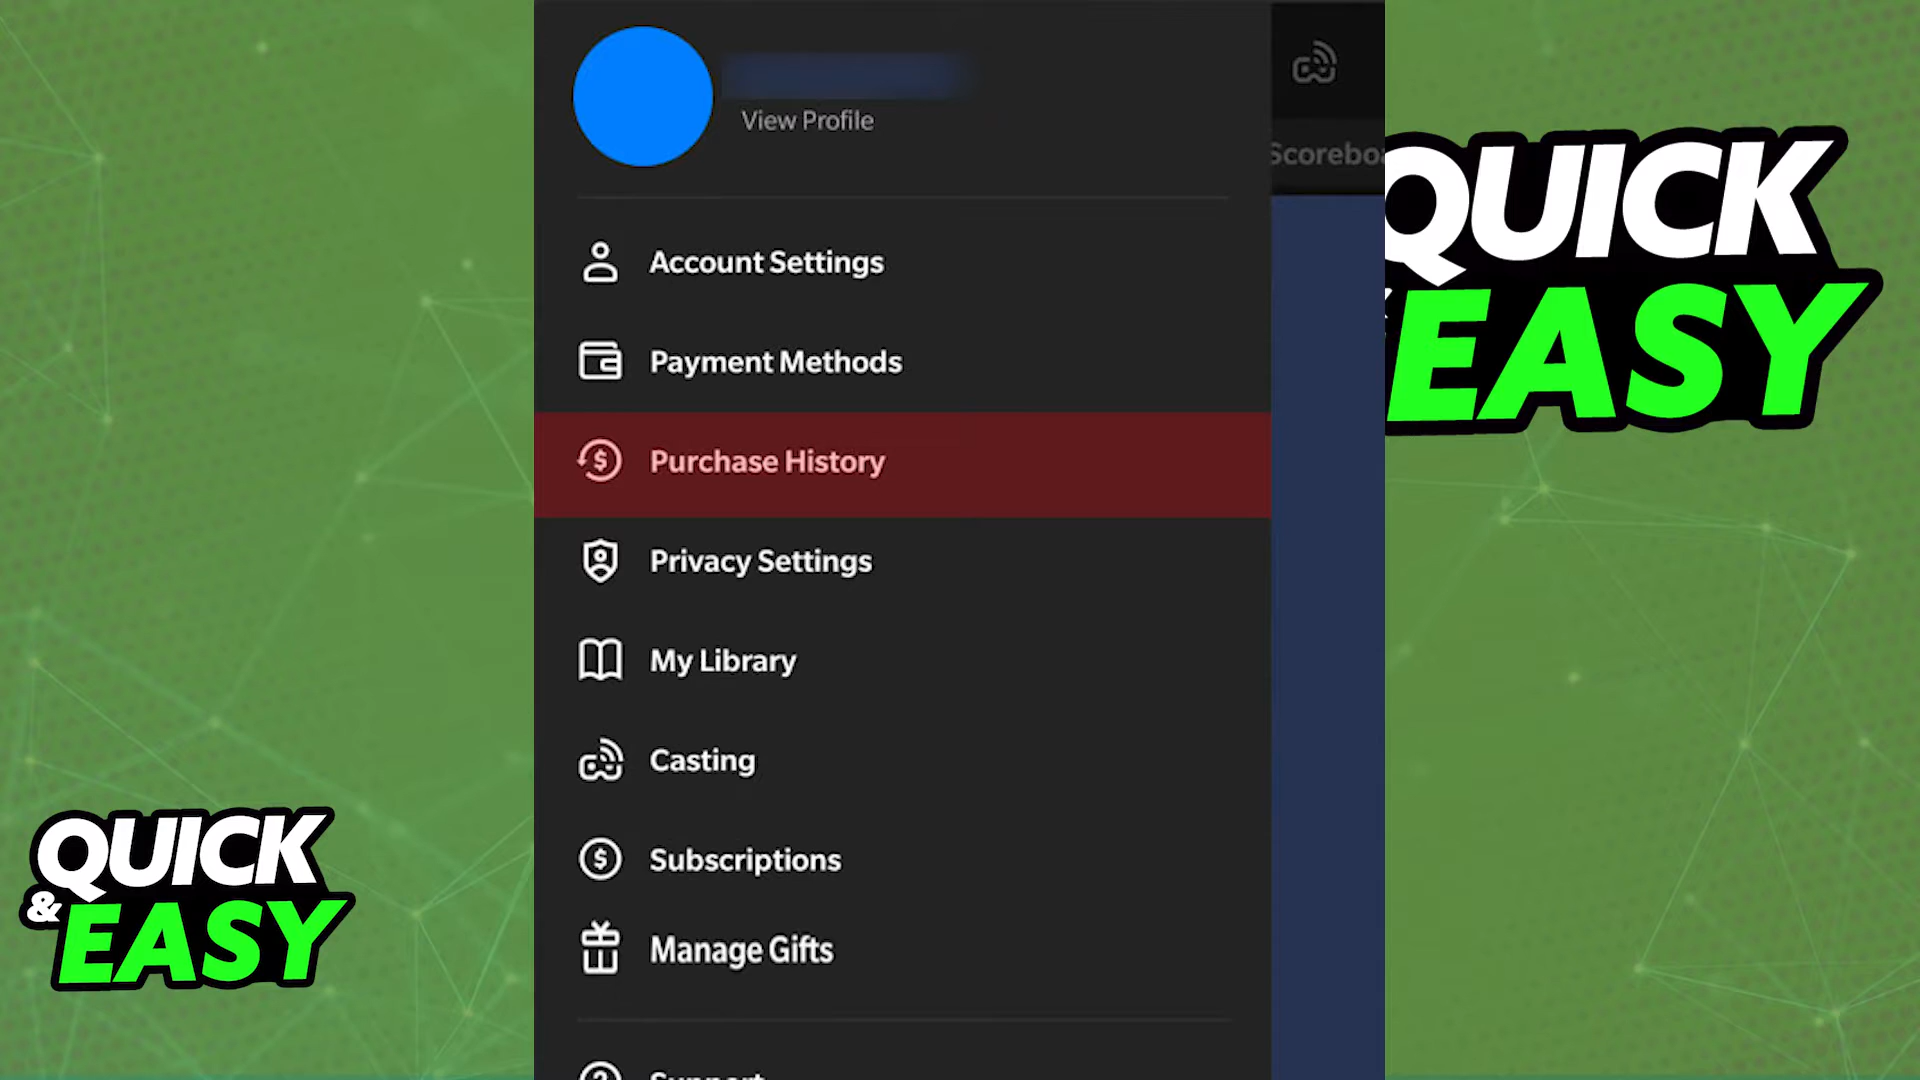 View Profile
Scorebo
Account Settings
Payment Methods
Purchase History
Privacy Settings
My Library
Casting
Subscriptions
Manage Gifts
Support
QUICK
EASY
QUICK
& EASY